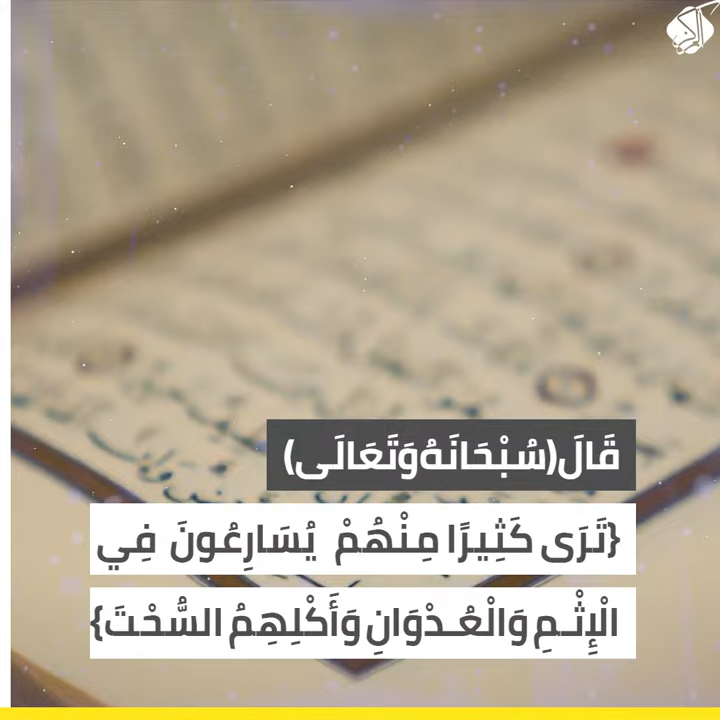 قَالَ(سُبْحَانَهُ وَتَعَالَى)
{تَرَى كَثِيرًا مِنْهُمْ يُسَارِعُونَ فِي
الْإِثْـمِ وَالْعُـدْوَانِ وَأَكْلِهِمُ السُّحْتَ}